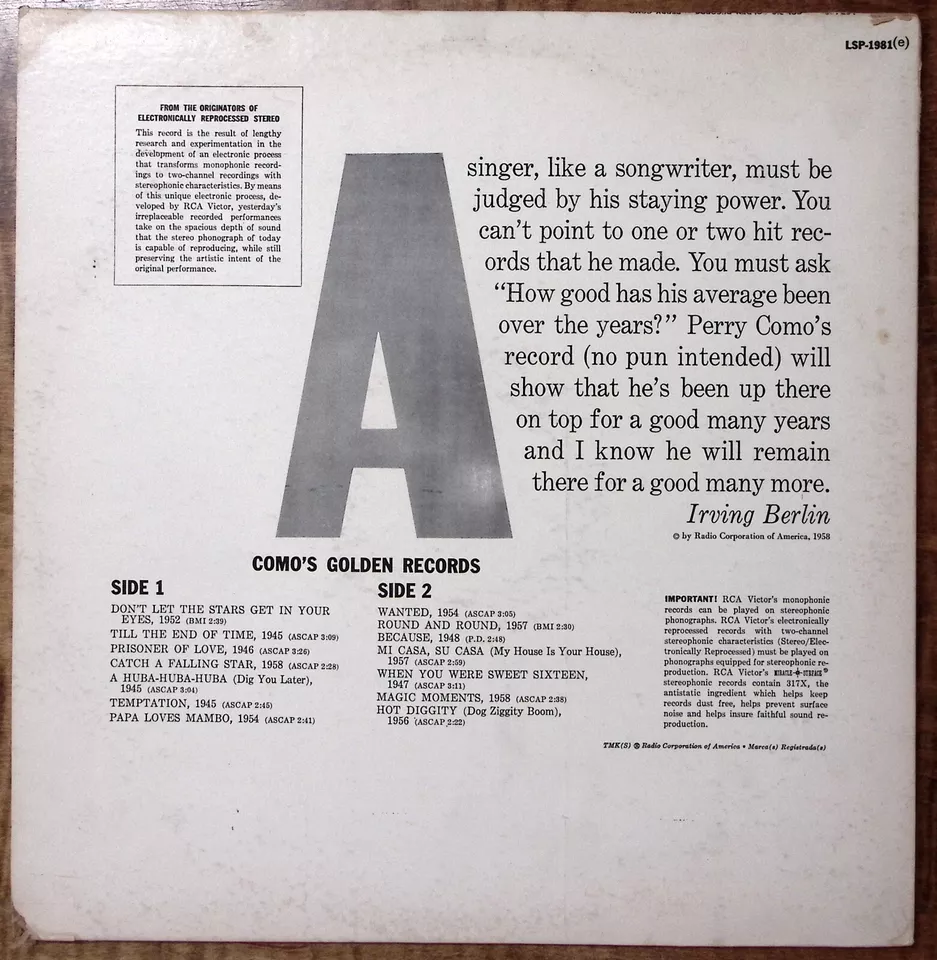 LSP-1981(e)
FROM THE ORIGINATORS OF
ELECTRONICALLY REPROCESSED STEREO
This record is the result of lengthy
research and experimentation in the
development of an electronic process
that transforms monophonic record-
ings to two-channel recordings with
stereophonic characteristics. By means
of this unique electronic process, de-
veloped by RCA Victor, yesterday's
irreplaceable recorded performances
take on the spacious depth of sound
that the stereo phonograph of today
is capable of reproducing, while still
preserving the artistic intent of the
original performance.
A singer, like a songwriter, must be
judged by his staying power. You
can't point to one or two hit rec-
ords that he made. You must ask
"How good has his average been
over the years?" Perry Como's
record (no pun intended) will
show that he's been up there
on top for a good many years
and I know he will remain
there for a good many more.
Irving Berlin
© by Radio Corporation of America, 1958
COMO'S GOLDEN RECORDS
SIDE 1
DON'T LET THE STARS GET IN YOUR
EYES, 1952 (BMI 2:39)
TILL THE END OF TIME, 1945 (ASCAP 3:09)
PRISONER OF LOVE, 1946 (ASCAP 3:26)
CATCH A FALLING STAR, 1958 (ASCAP 2:28)
A HUBA-HUBA-HUBA (Dig You Later),
1945 (ASCAP 3:04)
TEMPTATION, 1945 (ASCAP 2:45)
PAPA LOVES MAMBO, 1954 (ASCAP 2:41)
SIDE 2
WANTED, 1954 (ASCAP 3:05)
ROUND AND ROUND, 1957 (BMI 2:30)
BECAUSE, 1948 (P.D. 2:48)
MI CASA, SU CASA (My House Is Your House),
1957 (ASCAP 2:59)
WHEN YOU WERE SWEET SIXTEEN,
1947 (ASCAP 3:11)
MAGIC MOMENTS, 1958 (ASCAP 2:38)
HOT DIGGITY (Dog Ziggity Boom),
1956 (ASCAP 2:22)
IMPORTANT! RCA Victor's monophonic
records can be played on stereophonic
phonographs. RCA Victor's electronically
reprocessed records with two-channel
stereophonic characteristics (Stereo/Elec-
tronically Reprocessed) must be played on
phonographs equipped for stereophonic re-
production. RCA Victor's MIRACLE-SURFACE®
stereophonic records contain 317X, the
antistatic ingredient which helps keep
records dust free, helps prevent surface
noise and helps insure faithful sound re-
production.
TMK(S) ® Radio Corporation of America • Marca(s) Registrada(s)